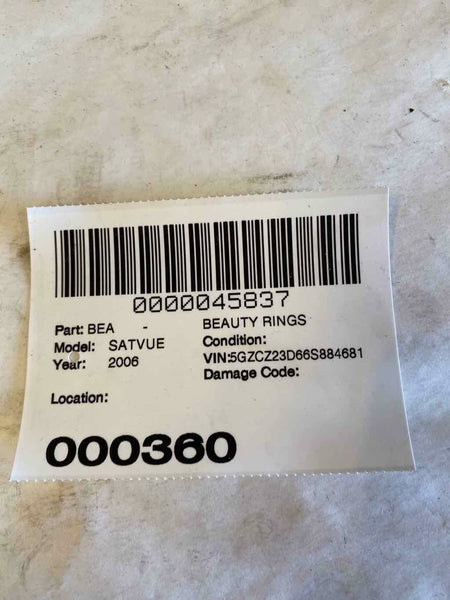 0000045837
Part: BEA - BEAUTY RINGS
Model: SATVUE Condition:
Year: 2006 VIN:5GZCZ23D66S884681
Damage Code:
Location:
000360